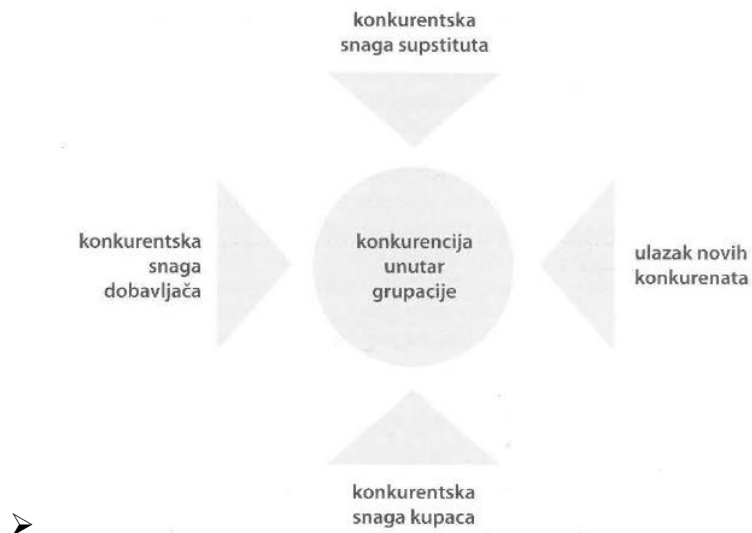 konkurentska
snaga supstituta
konkurentska
snaga
dobavljača
konkurencija
unutar
grupacije
ulazak novih
konkurenata
konkurentska
snaga kupaca